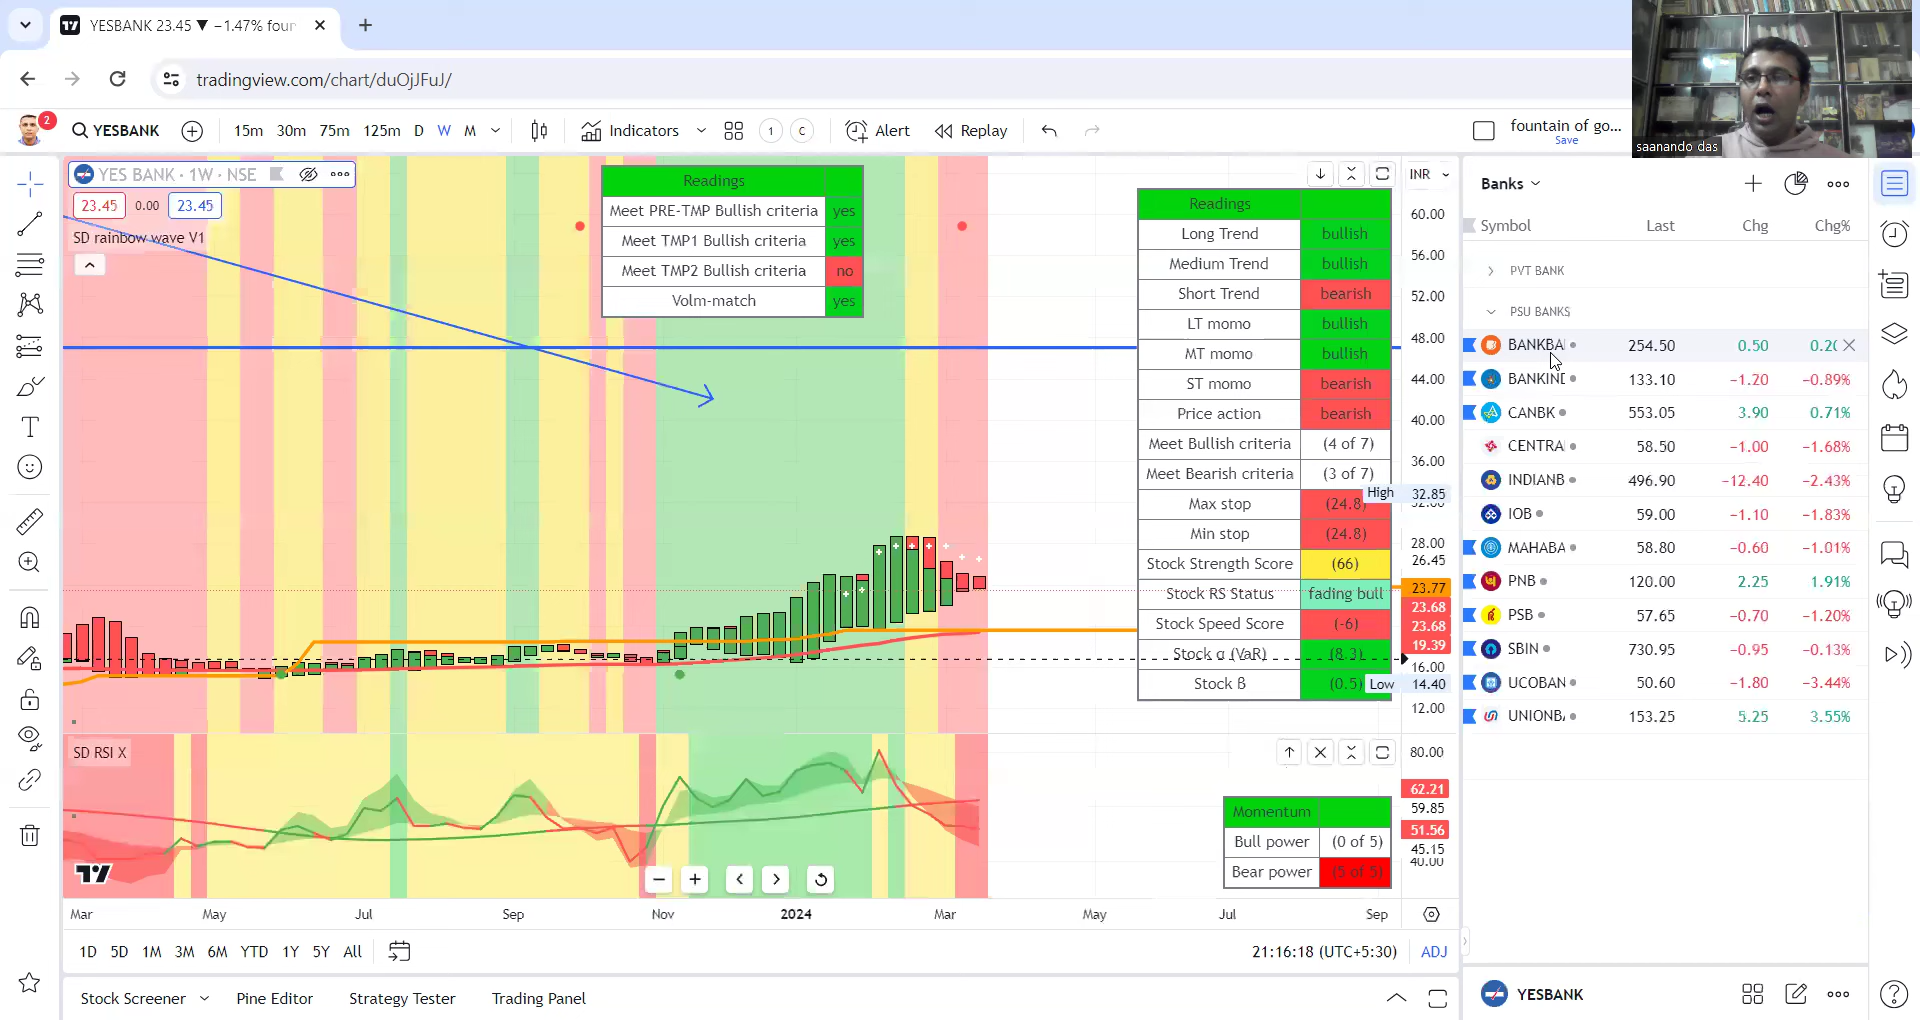 YESBANK 23.45 ▼ −1.47% four
tradingview.com/chart/duOjJFuJ/
saanando das
2
YESBANK
15m 30m 75m 125m D W M
Indicators
1 C
Alert
Replay
fountain of go...
Save
YES BANK · 1W · NSE
23.45 0.00 23.45
SD rainbow wave V1
Readings
Meet PRE-TMP Bullish criteria yes
Meet TMP1 Bullish criteria yes
Meet TMP2 Bullish criteria no
Volm-match yes
Readings
Long Trend bullish
Medium Trend bullish
Short Trend bearish
LT momo bullish
MT momo bullish
ST momo bearish
Price action bearish
Meet Bullish criteria (4 of 7)
Meet Bearish criteria (3 of 7)
Max stop (24.8)
Min stop (24.8)
Stock Strength Score (66)
Stock RS Status fading bull
Stock Speed Score (-6)
Stock α (VaR) (8.3)
Stock ß (0.5)
INR
60.00
56.00
52.00
48.00
44.00
40.00
36.00
High 32.85
28.00
26.45
23.77
23.68
23.68
19.39
16.00
Low 14.40
12.00
SD RSI X
80.00
62.21
59.85
51.56
45.15
40.00
Momentum
Bull power (0 of 5)
Bear power (5 of 5)
Mar May Jul Sep Nov 2024 Mar May Jul Sep
1D 5D 1M 3M 6M YTD 1Y 5Y All
21:16:18 (UTC+5:30) ADJ
Stock Screener Pine Editor Strategy Tester Trading Panel
Banks
Symbol Last Chg Chg%
PVT BANK
PSU BANKS
BANKBA 254.50 0.50 0.20
BANKIND 133.10 −1.20 −0.89%
CANBK 553.05 3.90 0.71%
CENTRA 58.50 −1.00 −1.68%
INDIANB 496.90 −12.40 −2.43%
IOB 59.00 −1.10 −1.83%
MAHABA 58.80 −0.60 −1.01%
PNB 120.00 2.25 1.91%
PSB 57.65 −0.70 −1.20%
SBIN 730.95 −0.95 −0.13%
UCOBAN 50.60 −1.80 −3.44%
UNIONBA 153.25 5.25 3.55%
YESBANK